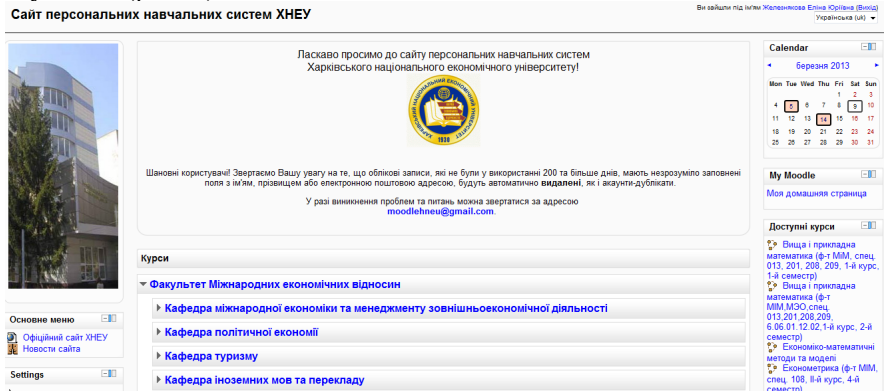 Сайт персональних навчальних систем ХНЕУ
Ви зайшли під ім'ям Железнякова Еліна Юріївна (Вихід)
Українська (uk)
Ласкаво просимо до сайту персональних навчальних систем
Харківського національного економічного університету!
ХАРКІВСЬКИЙ НАЦІОНАЛЬНИЙ ЕКОНОМІЧНИЙ УНІВЕРСИТЕТ
1930
Шановні користувачі! Звертаємо Вашу увагу на те, що облікові записи, які не були у використанні 200 та більше днів, мають незрозуміло заповнені
поля з ім'ям, прізвищем або електронною поштовою адресою, будуть автоматично видалені, як і акаунти-дублікати.
У разі виникнення проблем та питань можна звертатися за адресою
moodlehneu@gmail.com.
Курси
Факультет Міжнародних економічних відносин
Кафедра міжнародної економіки та менеджменту зовнішньоекономічної діяльності
Кафедра політичної економії
Кафедра туризму
Кафедра іноземних мов та перекладу
Основне меню
Офіційний сайт ХНЕУ
Новости сайта
Settings
Calendar
березня 2013
Mon Tue Wed Thu Fri Sat Sun
1 2 3
4 5 6 7 8 9 10
11 12 13 14 15 16 17
18 19 20 21 22 23 24
25 26 27 28 29 30 31
My Moodle
Моя домашняя страница
Доступні курси
Вища і прикладна
математика (ф-т МіМ, спец.
013, 201, 208, 209, 1-й курс,
1-й семестр)
Вища і прикладна
математика (ф-т
МІМ,МЭО,спец.
013,201,208,209,
6.06.01.12.02,1-й курс, 2-й
семестр)
Економіко-математичні
методи та моделі
Економетрика (ф-т МІМ,
спец. 108, ІІ-й курс, 4-й
семестр)